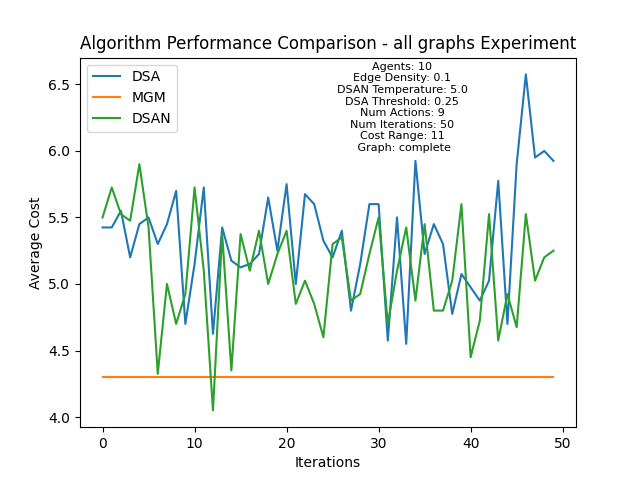 Algorithm Performance Comparison - all graphs Experiment
DSA
MGM
DSAN
Agents: 10
Edge Density: 0.1
DSAN Temperature: 5.0
DSA Threshold: 0.25
Num Actions: 9
Num Iterations: 50
Cost Range: 11
Graph: complete
Average Cost
6.5
6.0
5.5
5.0
4.5
4.0
0 10 20 30 40 50
Iterations